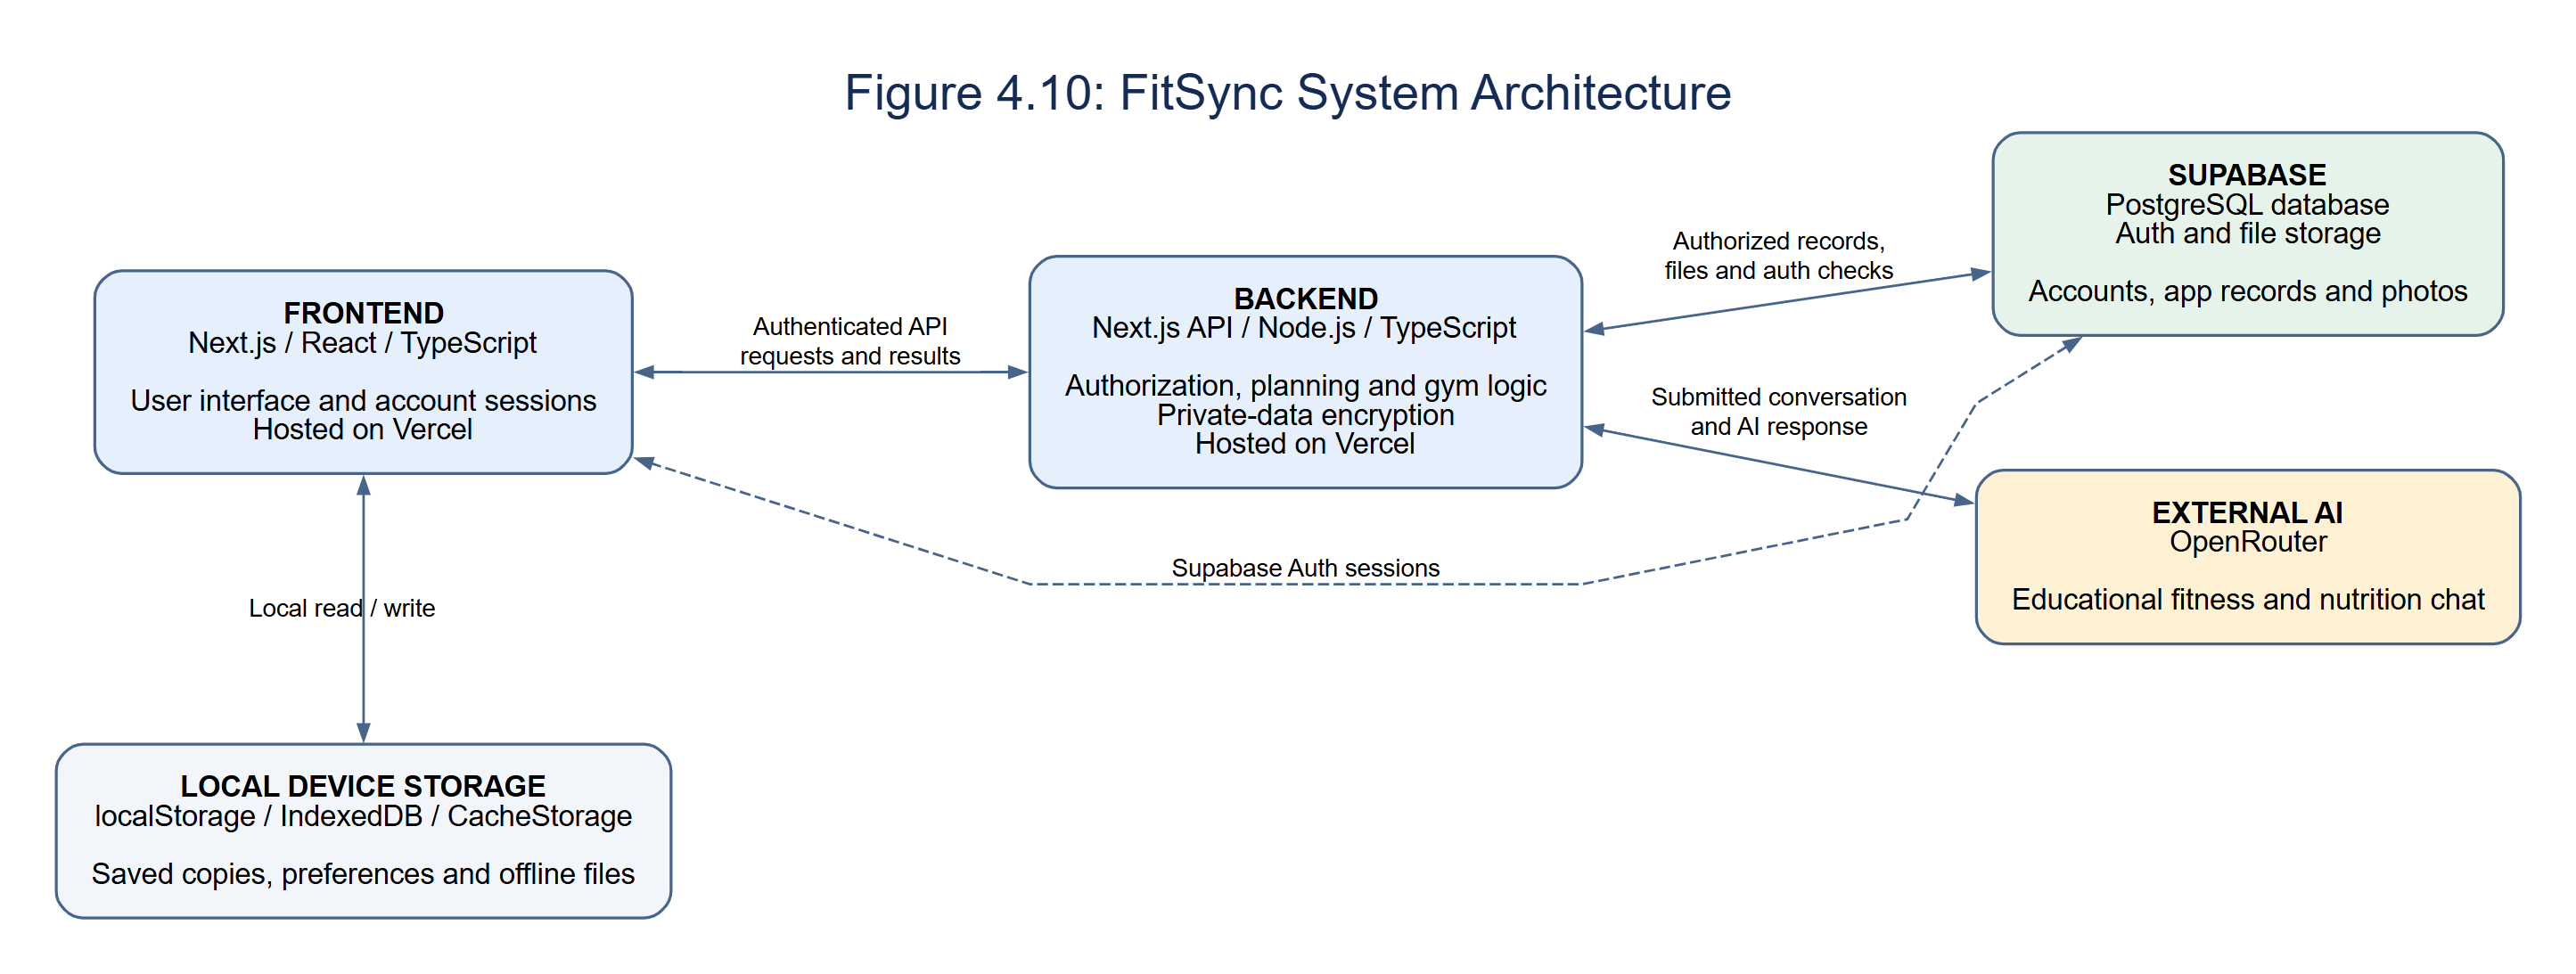 Figure 4.10: FitSync System Architecture
FRONTEND
Next.js / React / TypeScript
User interface and account sessions
Hosted on Vercel
Authenticated API
requests and results
BACKEND
Next.js API / Node.js / TypeScript
Authorization, planning and gym logic
Private-data encryption
Hosted on Vercel
Authorized records,
files and auth checks
SUPABASE
PostgreSQL database
Auth and file storage
Accounts, app records and photos
Submitted conversation
and AI response
EXTERNAL AI
OpenRouter
Educational fitness and nutrition chat
Supabase Auth sessions
Local read / write
LOCAL DEVICE STORAGE
localStorage / IndexedDB / CacheStorage
Saved copies, preferences and offline files